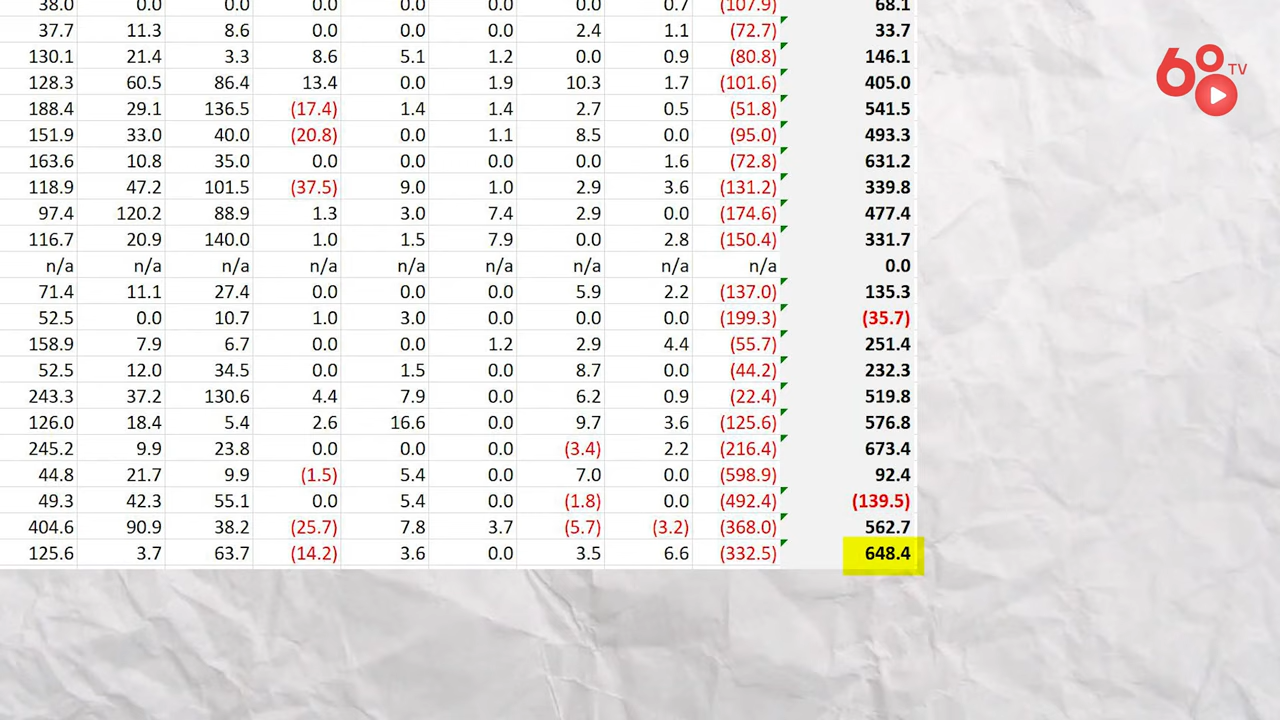 38.0 0.0 0.0 0.0 0.0 0.0 0.0 0.7 (107.9) 68.1
37.7 11.3 8.6 0.0 0.0 0.0 2.4 1.1 (72.7) 33.7
130.1 21.4 3.3 8.6 5.1 1.2 0.0 0.9 (80.8) 146.1
128.3 60.5 86.4 13.4 0.0 1.9 10.3 1.7 (101.6) 405.0
188.4 29.1 136.5 (17.4) 1.4 1.4 2.7 0.5 (51.8) 541.5
151.9 33.0 40.0 (20.8) 0.0 1.1 8.5 0.0 (95.0) 493.3
163.6 10.8 35.0 0.0 0.0 0.0 0.0 1.6 (72.8) 631.2
118.9 47.2 101.5 (37.5) 9.0 1.0 2.9 3.6 (131.2) 339.8
97.4 120.2 88.9 1.3 3.0 7.4 2.9 0.0 (174.6) 477.4
116.7 20.9 140.0 1.0 1.5 7.9 0.0 2.8 (150.4) 331.7
n/a n/a n/a n/a n/a n/a n/a n/a n/a 0.0
71.4 11.1 27.4 0.0 0.0 0.0 5.9 2.2 (137.0) 135.3
52.5 0.0 10.7 1.0 3.0 0.0 0.0 0.0 (199.3) (35.7)
158.9 7.9 6.7 0.0 0.0 1.2 2.9 4.4 (55.7) 251.4
52.5 12.0 34.5 0.0 1.5 0.0 8.7 0.0 (44.2) 232.3
243.3 37.2 130.6 4.4 7.9 0.0 6.2 0.9 (22.4) 519.8
126.0 18.4 5.4 2.6 16.6 0.0 9.7 3.6 (125.6) 576.8
245.2 9.9 23.8 0.0 0.0 0.0 (3.4) 2.2 (216.4) 673.4
44.8 21.7 9.9 (1.5) 5.4 0.0 7.0 0.0 (598.9) 92.4
49.3 42.3 55.1 0.0 5.4 0.0 (1.8) 0.0 (492.4) (139.5)
404.6 90.9 38.2 (25.7) 7.8 3.7 (5.7) (3.2) (368.0) 562.7
125.6 3.7 63.7 (14.2) 3.6 0.0 3.5 6.6 (332.5) 648.4
68 TV